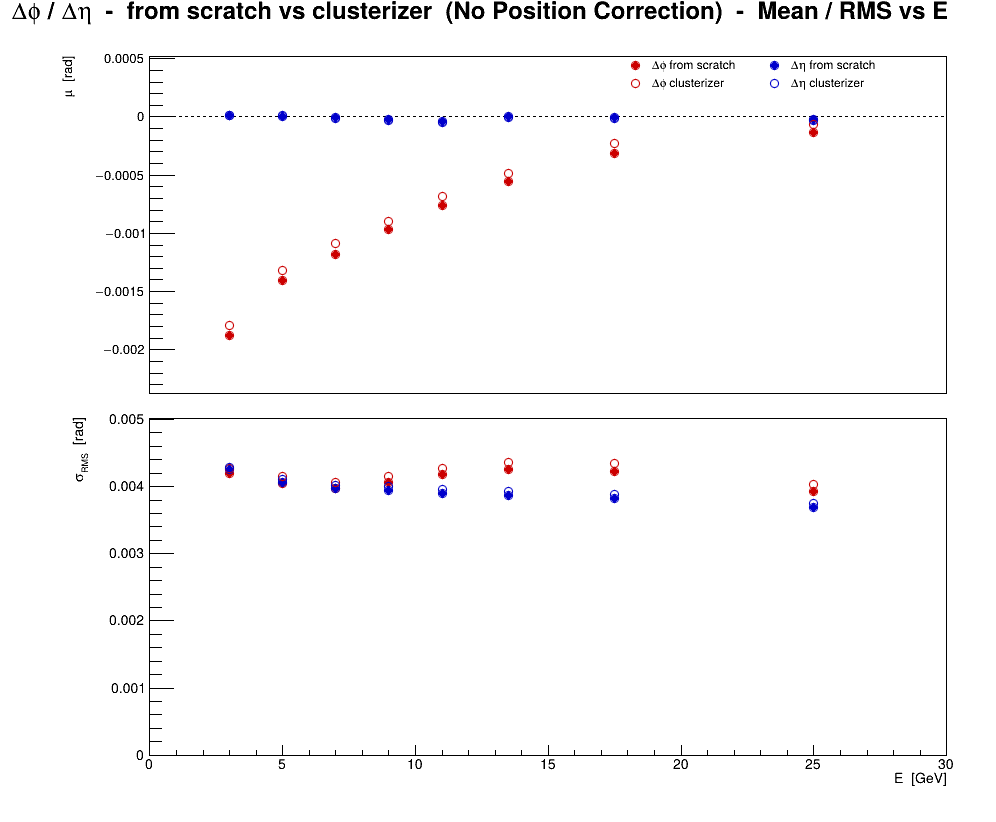 Δϕ / Δη - from scratch vs clusterizer (No Position Correction) - Mean / RMS vs E
μ [rad]
0.0005
0
−0.0005
−0.001
−0.0015
−0.002
Δϕ from scratch
Δη from scratch
Δϕ clusterizer
Δη clusterizer
σRMS [rad]
0.005
0.004
0.003
0.002
0.001
0
0 5 10 15 20 25 30
E [GeV]